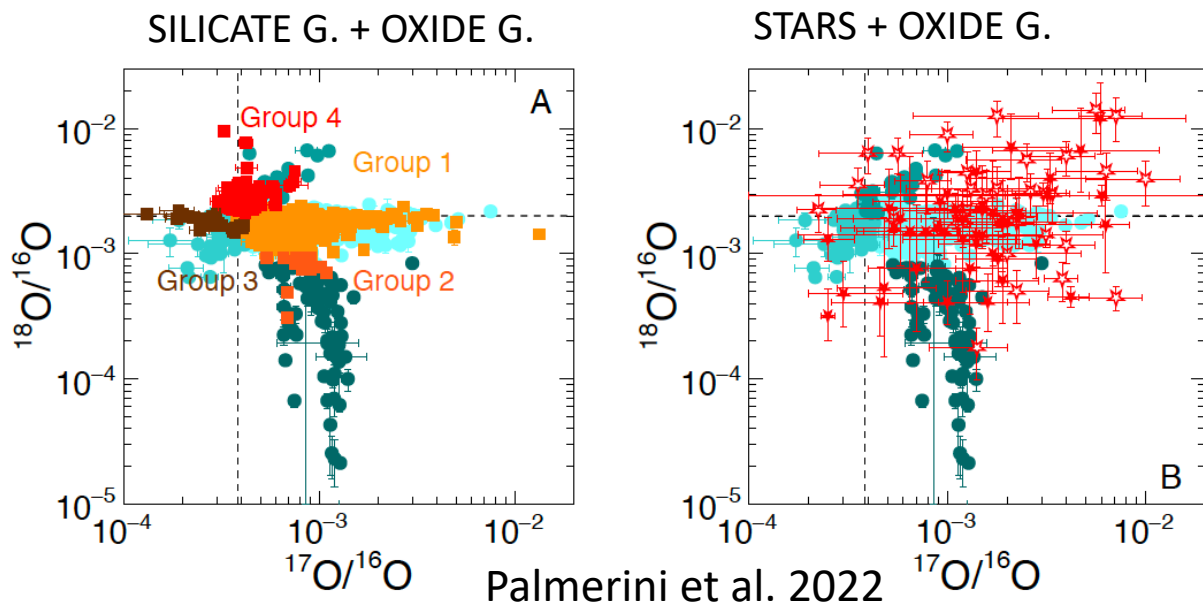 SILICATE G. + OXIDE G.
STARS + OXIDE G.
A
Group 4
Group 1
Group 3
Group 2
10⁻²
10⁻³
10⁻⁴
10⁻⁵
¹⁸O/¹⁶O
10⁻⁴
10⁻³
10⁻²
¹⁷O/¹⁶O
B
10⁻²
10⁻³
10⁻⁴
10⁻⁵
¹⁸O/¹⁶O
10⁻⁴
10⁻³
10⁻²
¹⁷O/¹⁶O
Palmerini et al. 2022